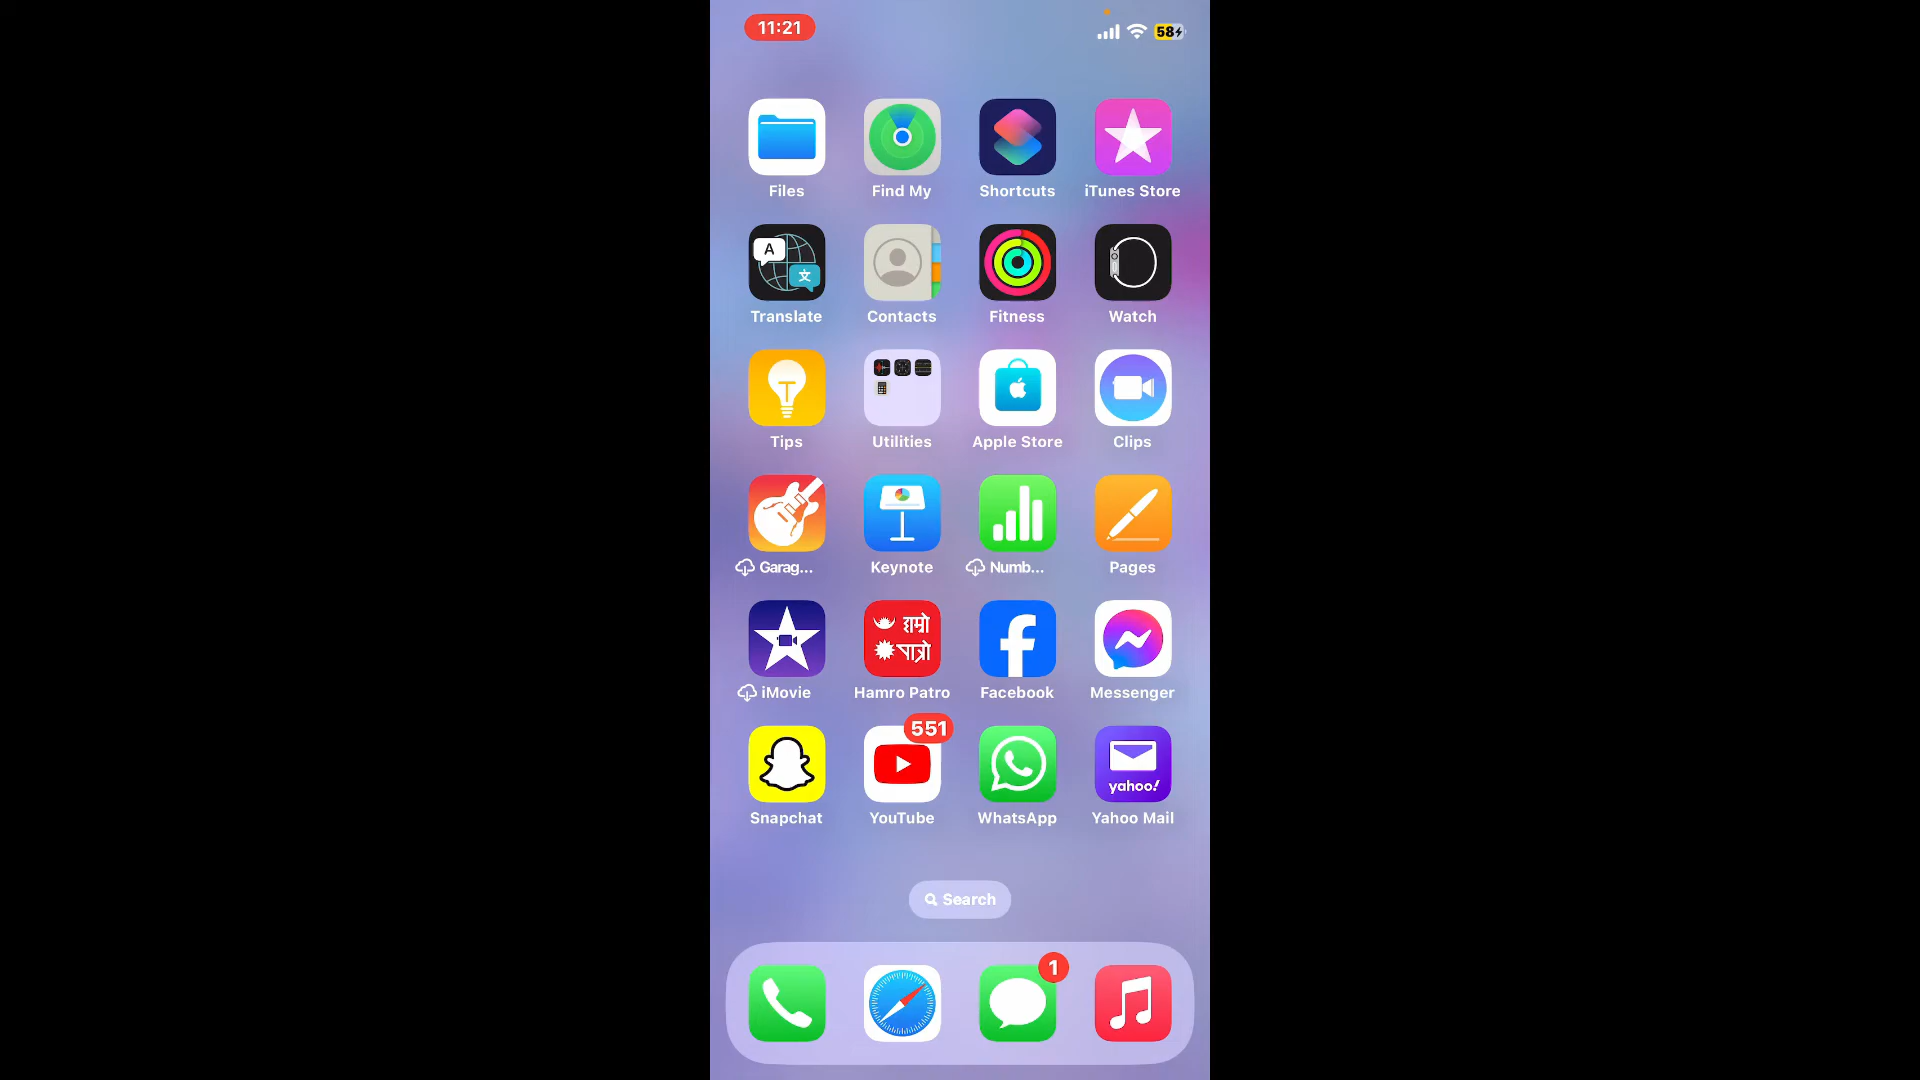 11:21
58
Files Find My Shortcuts iTunes Store
A
文
Translate Contacts Fitness Watch
Tips Utilities Apple Store Clips
Garag... Keynote Numb... Pages
हाम्रो
पात्रो
iMovie Hamro Patro Facebook Messenger
551
yahoo!
Snapchat YouTube WhatsApp Yahoo Mail
Search
1